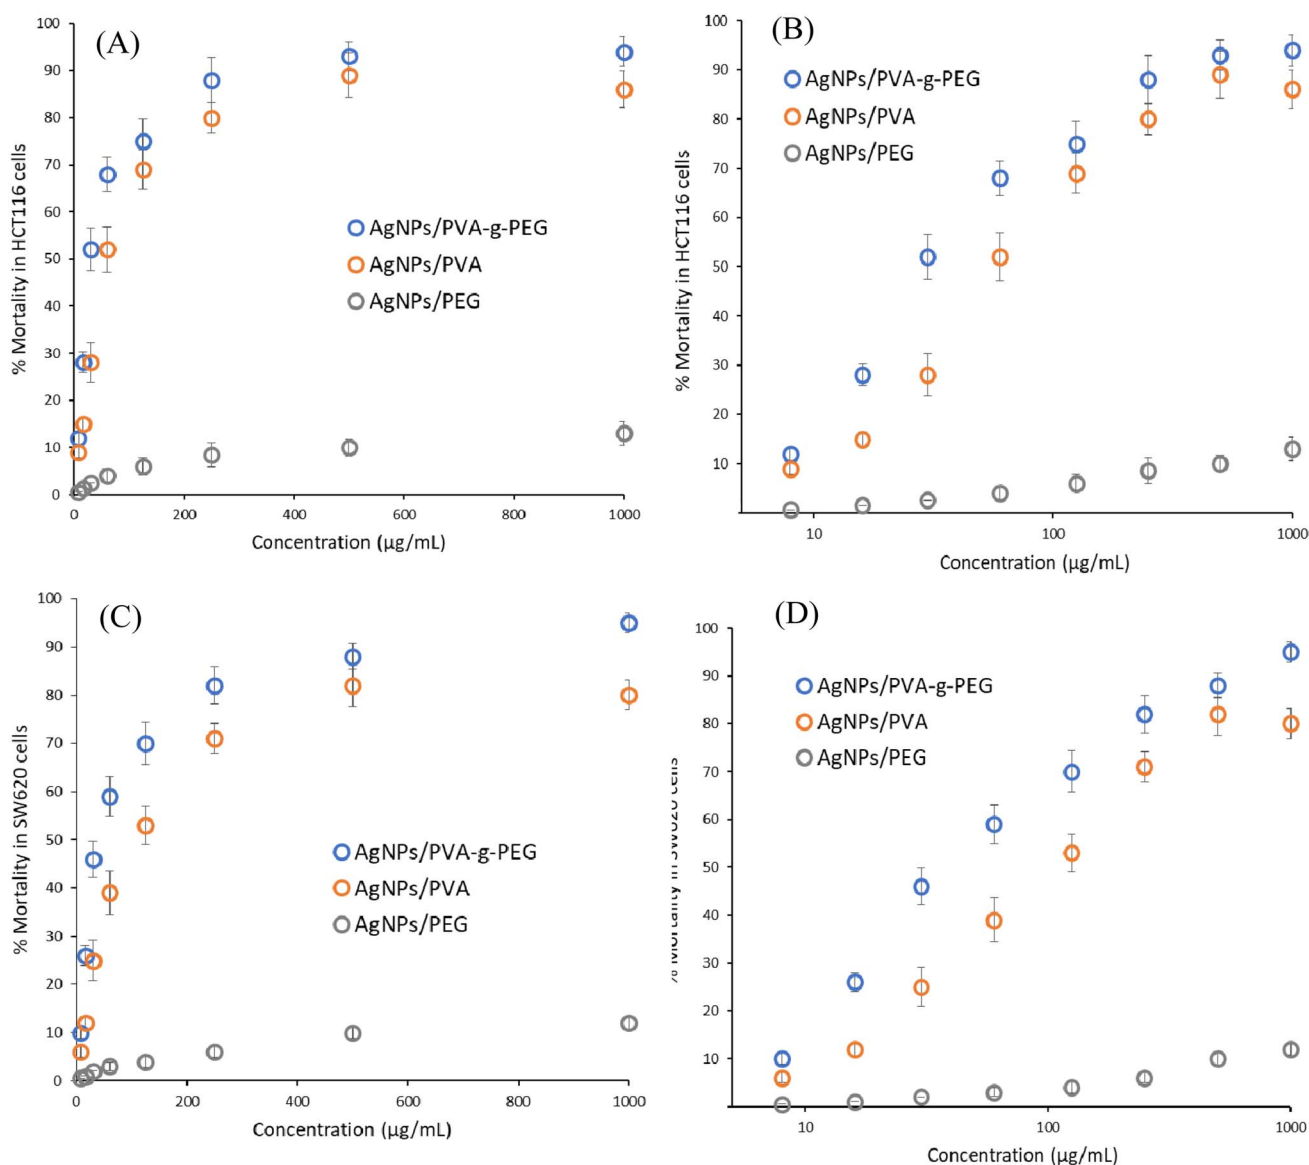 (A)
% Mortality in HCT116 cells
100
90
80
70
60
50
40
30
20
10
0
AgNPs/PVA-g-PEG
AgNPs/PVA
AgNPs/PEG
0 200 400 600 800 1000
Concentration (µg/mL)
(B)
% Mortality in HCT116 cells
100
90
80
70
60
50
40
30
20
10
AgNPs/PVA-g-PEG
AgNPs/PVA
AgNPs/PEG
10 100 1000
Concentration (µg/mL)
(C)
% Mortality in SW620 cells
100
90
80
70
60
50
40
30
20
10
0
AgNPs/PVA-g-PEG
AgNPs/PVA
AgNPs/PEG
0 200 400 600 800 1000
Concentration (µg/mL)
(D)
% Mortality in SW620 cells
100
90
80
70
60
50
40
30
20
10
AgNPs/PVA-g-PEG
AgNPs/PVA
AgNPs/PEG
10 100 1000
Concentration (µg/mL)